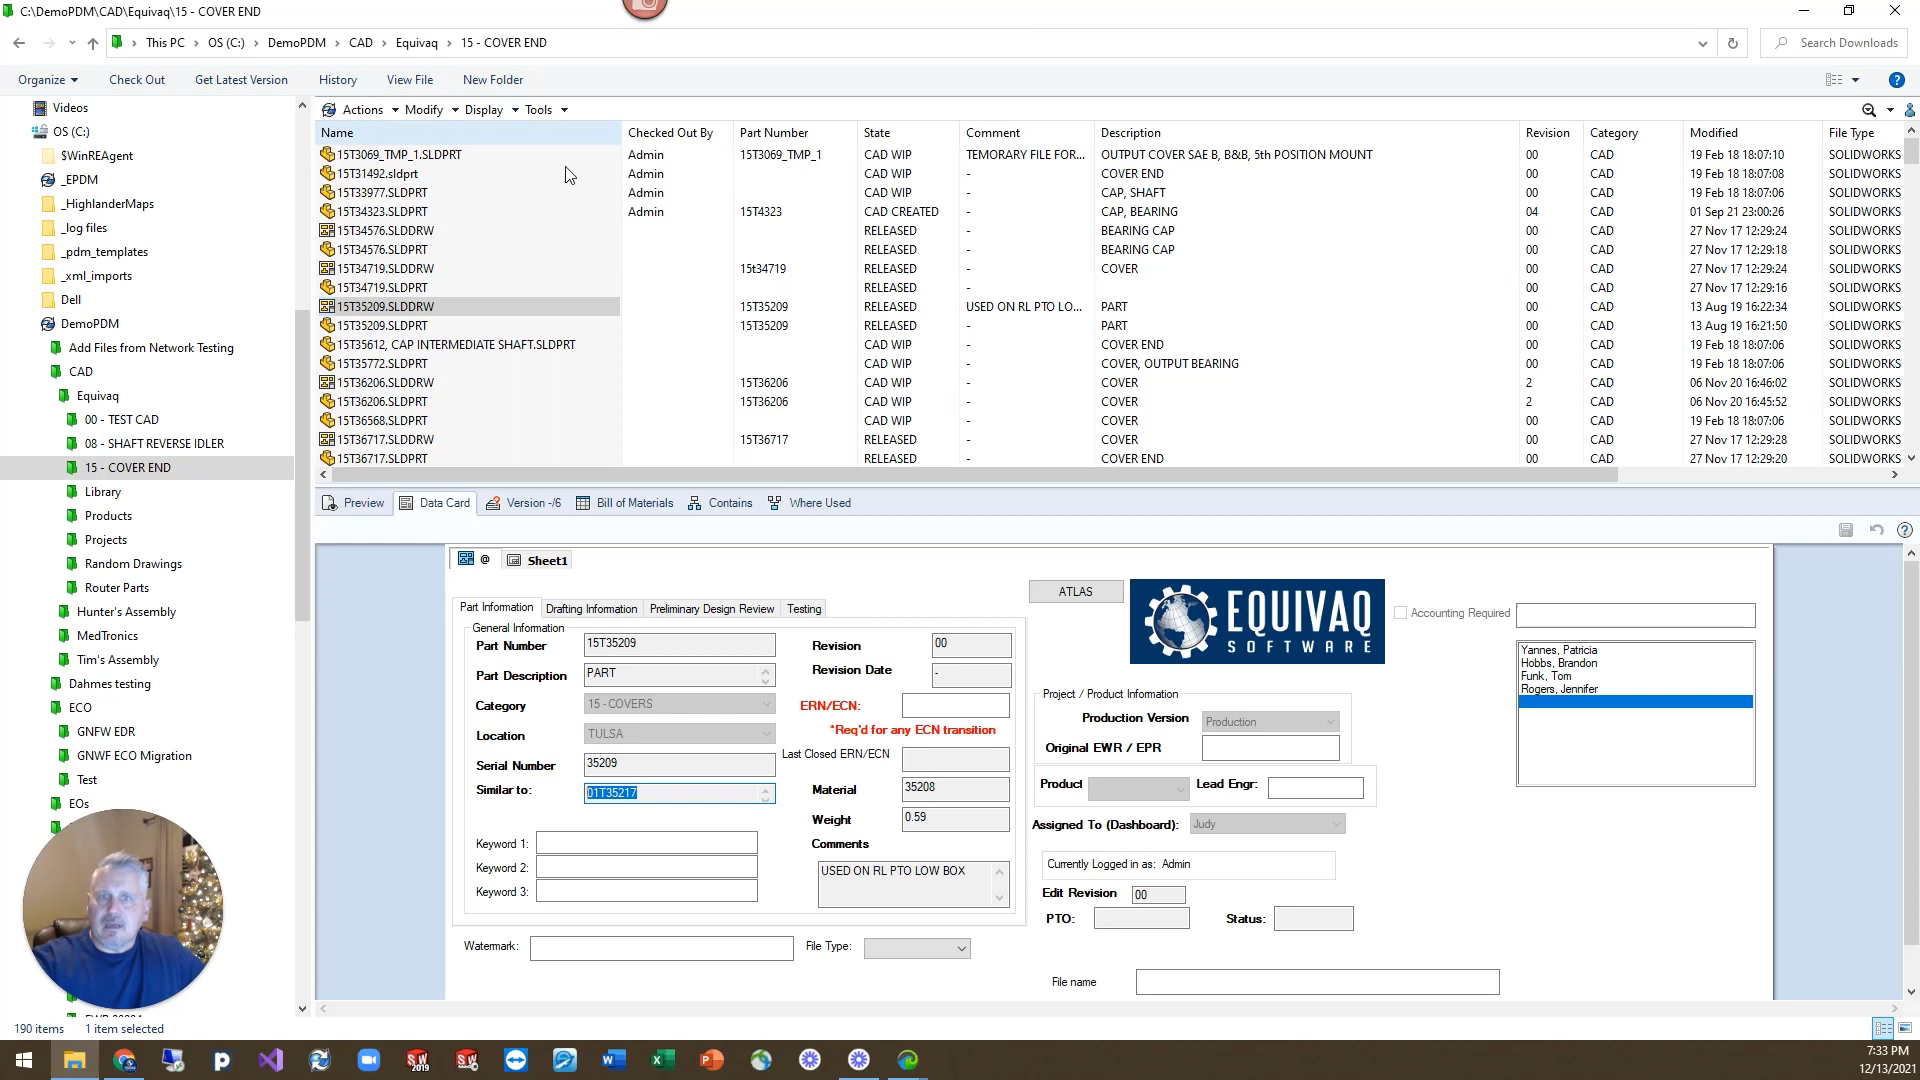 C:\DemoPDM\CAD\Equivaq\15 - COVER END
This PC > OS (C:) > DemoPDM > CAD > Equivaq > 15 - COVER END
Search Downloads
Organize Check Out Get Latest Version History View File New Folder
Videos
OS (C:)
$WinREAgent
_EPDM
_HighlanderMaps
_log files
_pdm_templates
_xml_imports
Dell
DemoPDM
Add Files from Network Testing
CAD
Equivaq
00 - TEST CAD
08 - SHAFT REVERSE IDLER
15 - COVER END
Library
Products
Projects
Random Drawings
Router Parts
Hunter's Assembly
MedTronics
Tim's Assembly
Dahmes testing
ECO
GNFW EDR
GNWF ECO Migration
Test
EOs
Actions Modify Display Tools
Name Checked Out By Part Number State Comment Description Revision Category Modified File Type
15T3069_TMP_1.SLDPRT Admin 15T3069_TMP_1 CAD WIP TEMORARY FILE FOR... OUTPUT COVER SAE B, B&B, 5th POSITION MOUNT 00 CAD 19 Feb 18 18:07:10 SOLIDWORKS
15T31492.sldprt Admin CAD WIP - COVER END 00 CAD 19 Feb 18 18:07:08 SOLIDWORKS
15T33977.SLDPRT Admin CAD WIP - CAP, SHAFT 00 CAD 19 Feb 18 18:07:06 SOLIDWORKS
15T34323.SLDPRT Admin 15T4323 CAD CREATED - CAP, BEARING 04 CAD 01 Sep 21 23:00:26 SOLIDWORKS
15T34576.SLDDRW RELEASED - BEARING CAP 00 CAD 27 Nov 17 12:29:24 SOLIDWORKS
15T34576.SLDPRT RELEASED - BEARING CAP 00 CAD 27 Nov 17 12:29:18 SOLIDWORKS
15T34719.SLDDRW 15t34719 RELEASED - COVER 00 CAD 27 Nov 17 12:29:24 SOLIDWORKS
15T34719.SLDPRT RELEASED - 00 CAD 27 Nov 17 12:29:16 SOLIDWORKS
15T35209.SLDDRW 15T35209 RELEASED USED ON RL PTO LO... PART 00 CAD 13 Aug 19 16:22:34 SOLIDWORKS
15T35209.SLDPRT 15T35209 RELEASED - PART 00 CAD 13 Aug 19 16:21:50 SOLIDWORKS
15T35612, CAP INTERMEDIATE SHAFT.SLDPRT CAD WIP - COVER END 00 CAD 19 Feb 18 18:07:06 SOLIDWORKS
15T35772.SLDPRT CAD WIP - COVER, OUTPUT BEARING 00 CAD 19 Feb 18 18:07:06 SOLIDWORKS
15T36206.SLDDRW 15T36206 CAD WIP - COVER 2 CAD 06 Nov 20 16:46:02 SOLIDWORKS
15T36206.SLDPRT 15T36206 CAD WIP - COVER 2 CAD 06 Nov 20 16:45:52 SOLIDWORKS
15T36568.SLDPRT CAD WIP - COVER 00 CAD 19 Feb 18 18:07:06 SOLIDWORKS
15T36717.SLDDRW 15T36717 RELEASED - COVER 00 CAD 27 Nov 17 12:29:28 SOLIDWORKS
15T36717.SLDPRT RELEASED - COVER END 00 CAD 27 Nov 17 12:29:20 SOLIDWORKS
Preview Data Card Version -/6 Bill of Materials Contains Where Used
@ Sheet1
Part Information Drafting Information Preliminary Design Review Testing
General Information
Part Number 15T35209
Part Description PART
Category 15 - COVERS
Location TULSA
Serial Number 35209
Similar to: 01T35217
Keyword 1:
Keyword 2:
Keyword 3:
Revision 00
Revision Date -
ERN/ECN:
*Req'd for any ECN transition
Last Closed ERN/ECN
Material 35208
Weight 0.59
Comments
USED ON RL PTO LOW BOX
Watermark: File Type:
ATLAS
EQUIVAQ
SOFTWARE
Accounting Required
Yannes, Patricia
Hobbs, Brandon
Funk, Tom
Rogers, Jennifer
Project / Product Information
Production Version Production
Original EWR / EPR
Product Lead Engr:
Assigned To (Dashboard): Judy
Currently Logged in as: Admin
Edit Revision 00
PTO: Status:
File name
190 items 1 item selected
SW
2019
SW
7:33 PM
12/13/2021